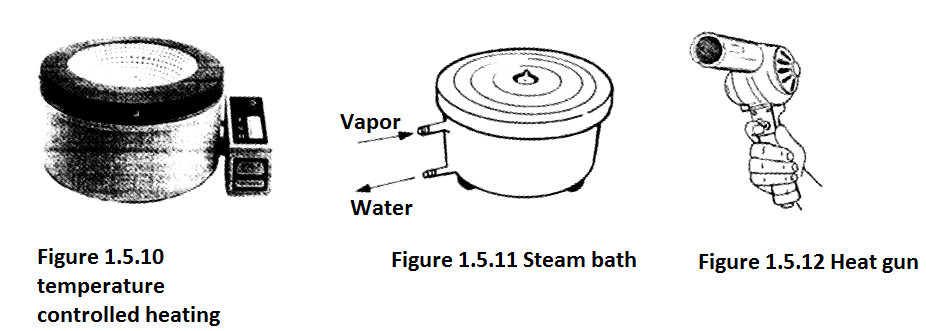 Vapor
Water
Figure 1.5.10
temperature
controlled heating
Figure 1.5.11 Steam bath
Figure 1.5.12 Heat gun